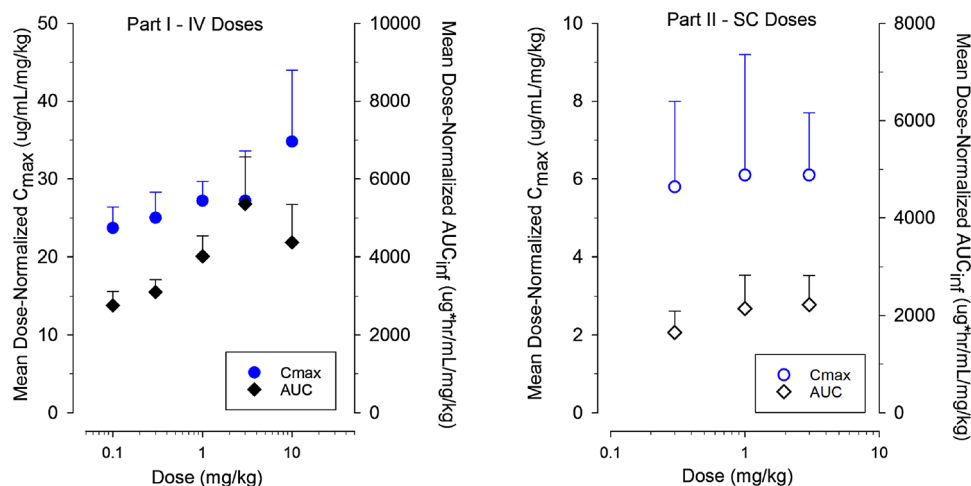 Part I - IV Doses
Mean Dose-Normalized Cmax (ug/mL/mg/kg)
50
40
30
20
10
0
10000
8000
6000
4000
2000
0
Mean Dose-Normalized AUCinf (ug*hr/mL/mg/kg)
Cmax
AUC
0.1
1
10
Dose (mg/kg)
Part II - SC Doses
Mean Dose-Normalized Cmax (ug/mL/mg/kg)
10
8
6
4
2
0
8000
6000
4000
2000
0
Mean Dose-Normalized AUCinf (ug*hr/mL/mg/kg)
Cmax
AUC
0.1
1
10
Dose (mg/kg)